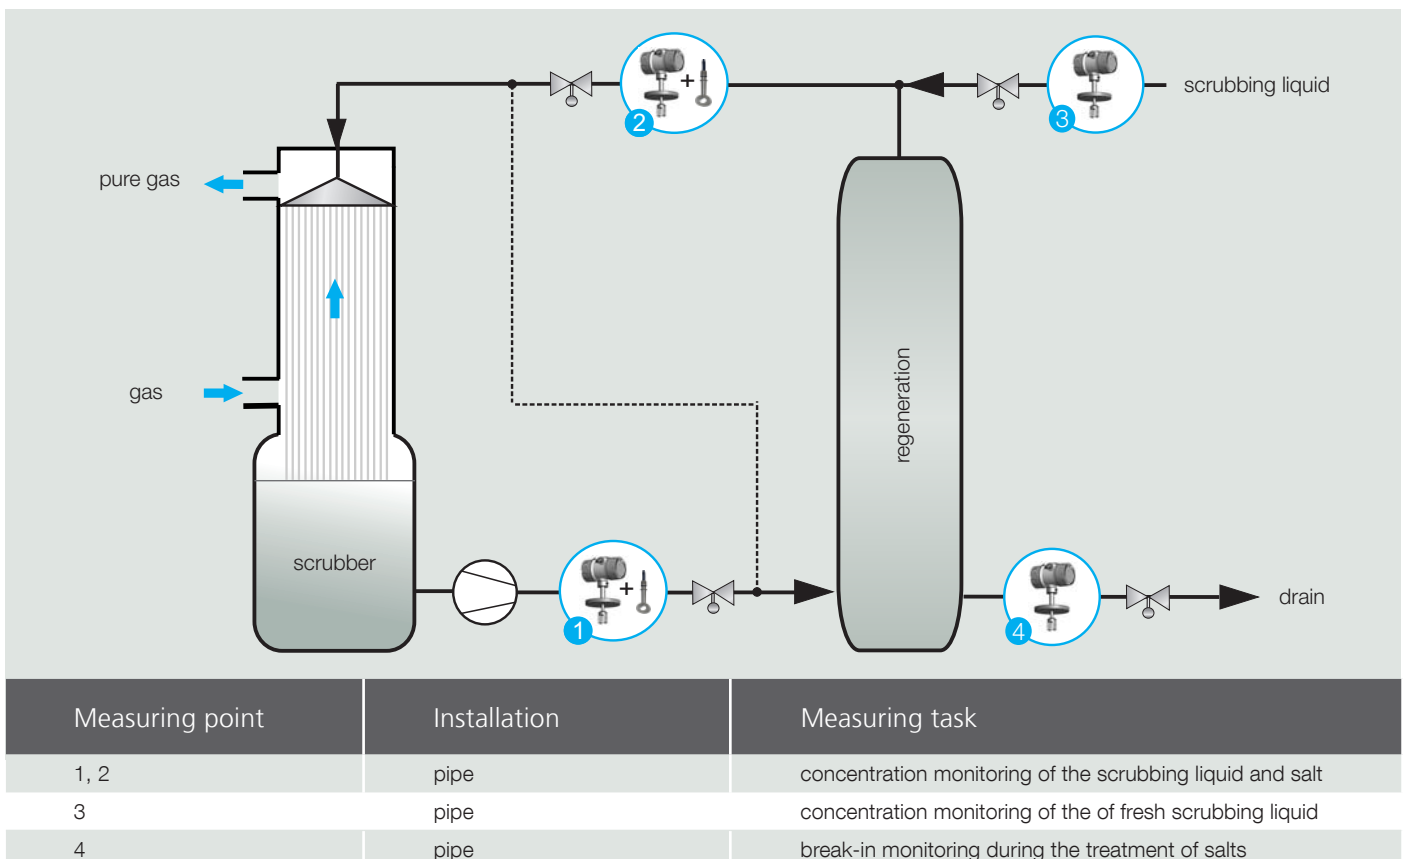 scrubbing liquid
+
2
3
pure gas
gas
regeneration
scrubber
+
1
4
drain
Measuring point Installation Measuring task
1, 2 pipe concentration monitoring of the scrubbing liquid and salt
3 pipe concentration monitoring of the of fresh scrubbing liquid
4 pipe break-in monitoring during the treatment of salts